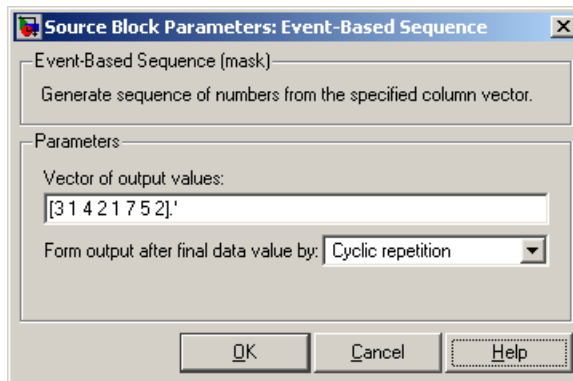 Source Block Parameters: Event-Based Sequence
Event-Based Sequence (mask)
Generate sequence of numbers from the specified column vector.
Parameters
Vector of output values:
[3 1 4 2 1 7 5 2].'
Form output after final data value by: Cyclic repetition
OK Cancel Help